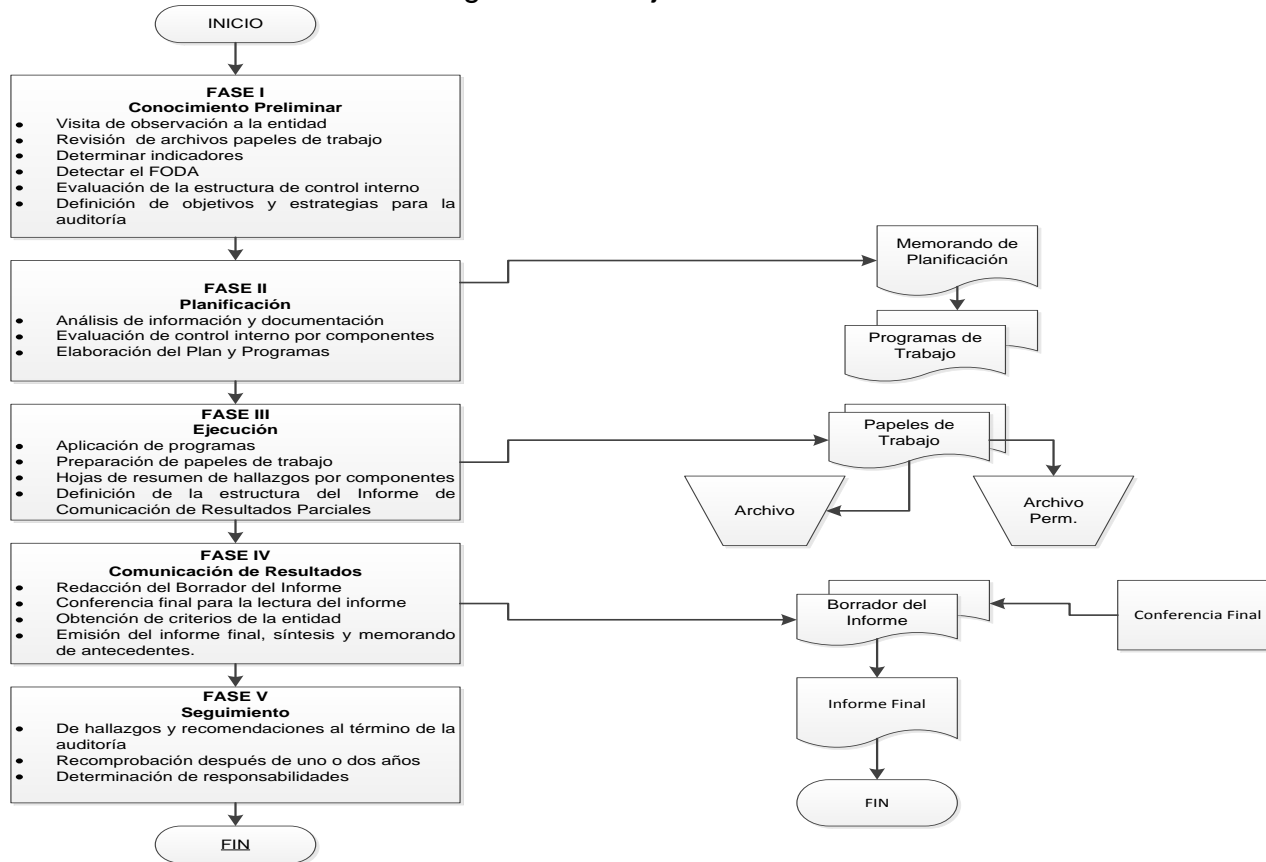 INICIO
FASE I
Conocimiento Preliminar
• Visita de observación a la entidad
• Revisión de archivos papeles de trabajo
• Determinar indicadores
• Detectar el FODA
• Evaluación de la estructura de control interno
• Definición de objetivos y estrategias para la
auditoría
FASE II
Planificación
• Análisis de información y documentación
• Evaluación de control interno por componentes
• Elaboración del Plan y Programas
Memorando de
Planificación
Programas de
Trabajo
FASE III
Ejecución
• Aplicación de programas
• Preparación de papeles de trabajo
• Hojas de resumen de hallazgos por componentes
• Definición de la estructura del Informe de
Comunicación de Resultados Parciales
Papeles de
Trabajo
Archivo
Archivo
Perm.
FASE IV
Comunicación de Resultados
• Redacción del Borrador del Informe
• Conferencia final para la lectura del informe
• Obtención de criterios de la entidad
• Emisión del informe final, síntesis y memorando
de antecedentes.
Borrador del
Informe
Conferencia Final
Informe Final
FIN
FASE V
Seguimiento
• De hallazgos y recomendaciones al término de la
auditoría
• Recomprobación después de uno o dos años
• Determinación de responsabilidades
FIN